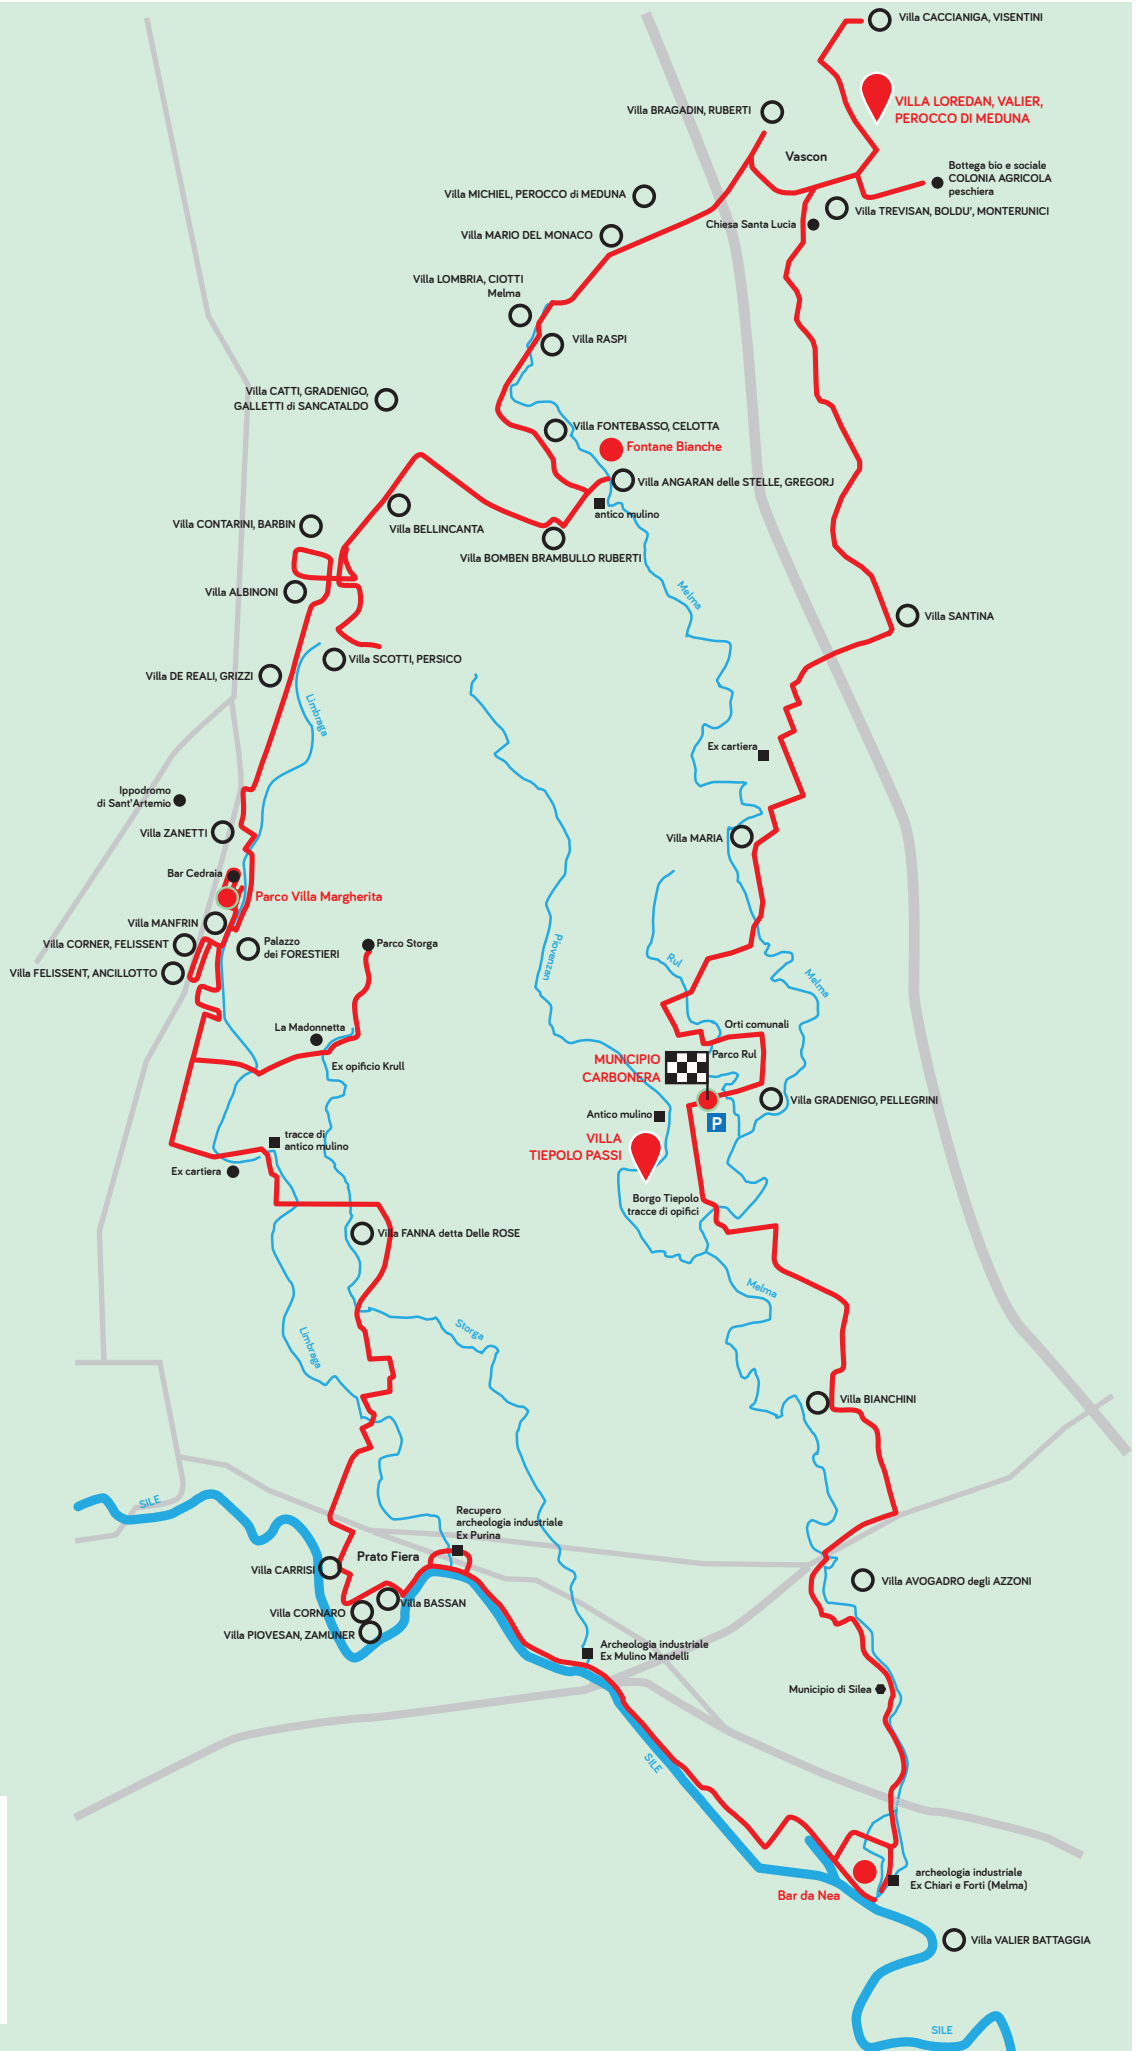 Villa CACCIANIGA, VISENTINI
VILLA LOREDAN, VALIER,
PEROCCO DI MEDUNA
Villa BRAGADIN, RUBERTI
Vascon
Bottega bio e sociale
COLONIA AGRICOLA
peschiera
Villa MICHIEL, PEROCCO di MEDUNA
Villa TREVISAN, BOLDU', MONTERUNICI
Chiesa Santa Lucia
Villa MARIO DEL MONACO
Villa LOMBRIA, CIOTTI
Melma
Villa RASPI
Villa CATTI, GRADENIGO,
GALLETTI di SANCATALDO
Villa FONTEBASSO, CELOTTA
Fontane Bianche
Villa ANGARAN delle STELLE, GREGORJ
antico mulino
Villa CONTARINI, BARBIN
Villa BELLINCANTA
Villa BOMBEN BRAMBULLO RUBERTI
Villa ALBINONI
Melma
Villa SANTINA
Villa SCOTTI, PERSICO
Villa DE REALI, GRIZZI
Limbraga
Ex cartiera
Ippodromo
di Sant'Artemio
Villa ZANETTI
Villa MARIA
Bar Cedraia
Parco Villa Margherita
Villa MANFRIN
Villa CORNER, FELISSENT
Palazzo
dei FORESTIERI
Parco Storga
Villa FELISSENT, ANCILLOTTO
Piovenzan
Rul
Melma
La Madonnetta
Orti comunali
Ex opificio Krull
MUNICIPIO
CARBONERA
Parco Rul
Villa GRADENIGO, PELLEGRINI
Antico mulino
P
tracce di
antico mulino
VILLA
TIEPOLO PASSI
Ex cartiera
Borgo Tiepolo
tracce di opifici
Villa FANNA detta Delle ROSE
Melma
Storga
Limbraga
Villa BIANCHINI
SILE
Recupero
archeologia industriale
Ex Purina
Prato Fiera
Villa CARRISI
Villa AVOGADRO degli AZZONI
Villa BASSAN
Villa CORNARO
Villa PIOVESAN, ZAMUNER
Archeologia industriale
Ex Mulino Mandelli
Municipio di Silea
SILE
archeologia industriale
Ex Chiari e Forti (Melma)
Bar da Nea
Villa VALIER BATTAGGIA
SILE